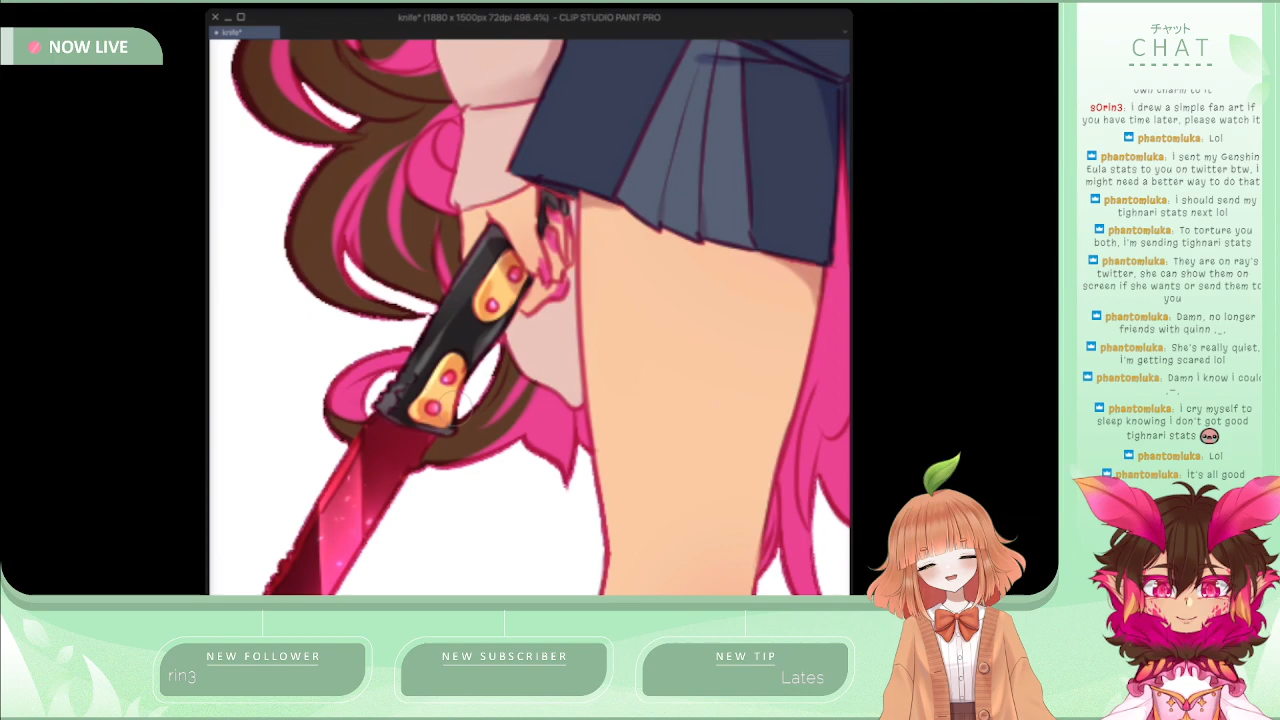 NOW LIVE
knife* (1880 x 1500px 72dpi 498.4%) - CLIP STUDIO PAINT PRO
knife*
チャット
CHAT
own charm to it
s0rin3: i drew a simple fan art if
you have time later, please watch it
phantomluka: Lol
phantomluka: I sent my Genshin
Eula stats to you on twitter btw, I
might need a better way to do that
phantomluka: I should send my
tighnari stats next lol
phantomluka: To torture you
both, I'm sending tighnari stats
phantomluka: They are on ray's
twitter, she can show them on
screen if she wants or send them to
you
phantomluka: Damn, no longer
friends with quinn ._.
phantomluka: She's really quiet,
I'm getting scared lol
phantomluka: Damn I know I could
._.
phantomluka: I cry myself to
sleep knowing I don't got good
tighnari stats
phantomluka: Lol
phantomluka: It's all good
NEW FOLLOWER
rin3
NEW SUBSCRIBER
NEW TIP
Lates